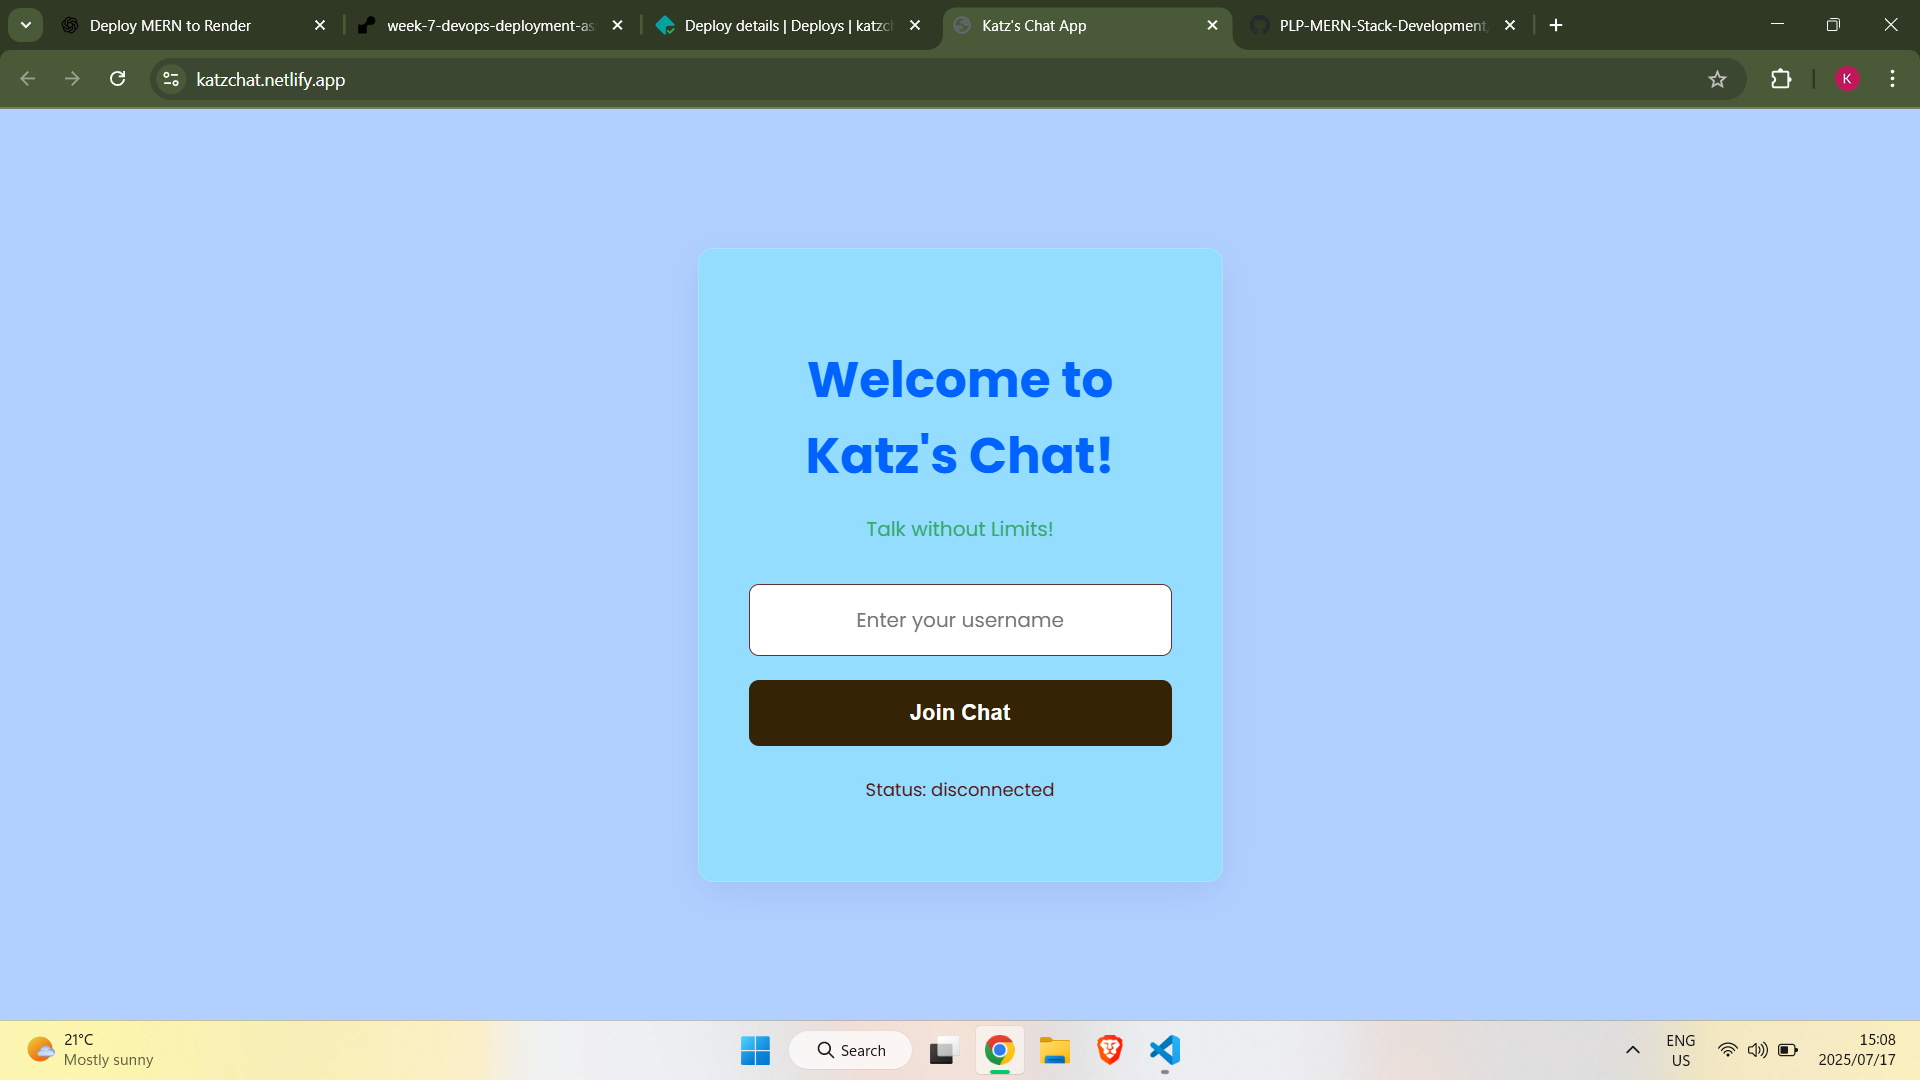 Deploy MERN to Render
week-7-devops-deployment-as
Deploy details | Deploys | katzc
Katz's Chat App
PLP-MERN-Stack-Development
katzchat.netlify.app
K
Welcome to
Katz's Chat!
Talk without Limits!
Enter your username
Join Chat
Status: disconnected
21°C
Mostly sunny
Search
ENG
US
15:08
2025/07/17